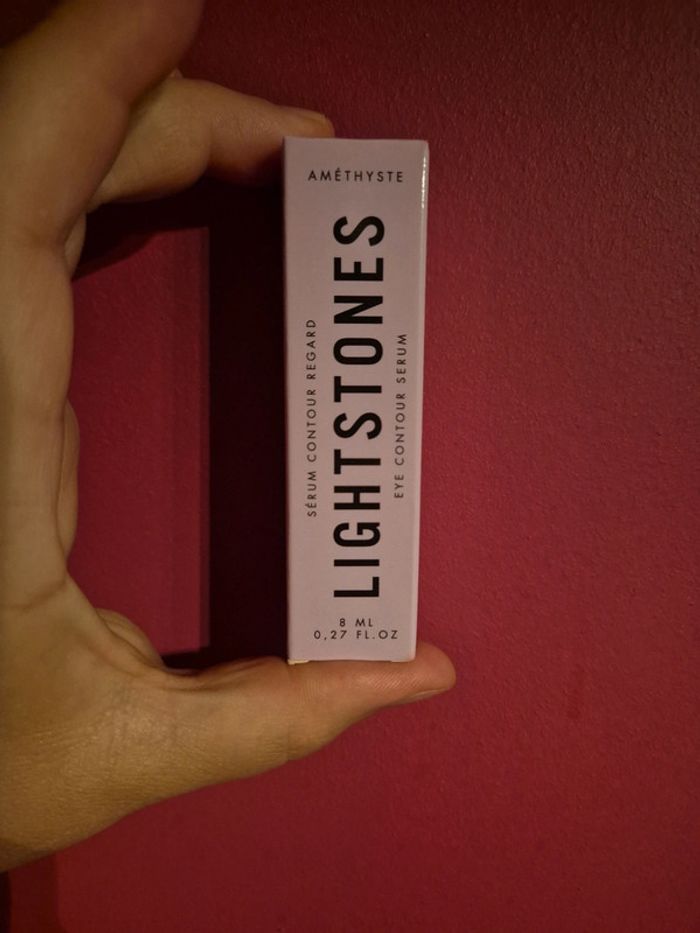 AMÉTHYSTE
SÉRUM CONTOUR REGARD
LIGHTSTONES
EYE CONTOUR SERUM
8 ML
0,27 FL.OZ